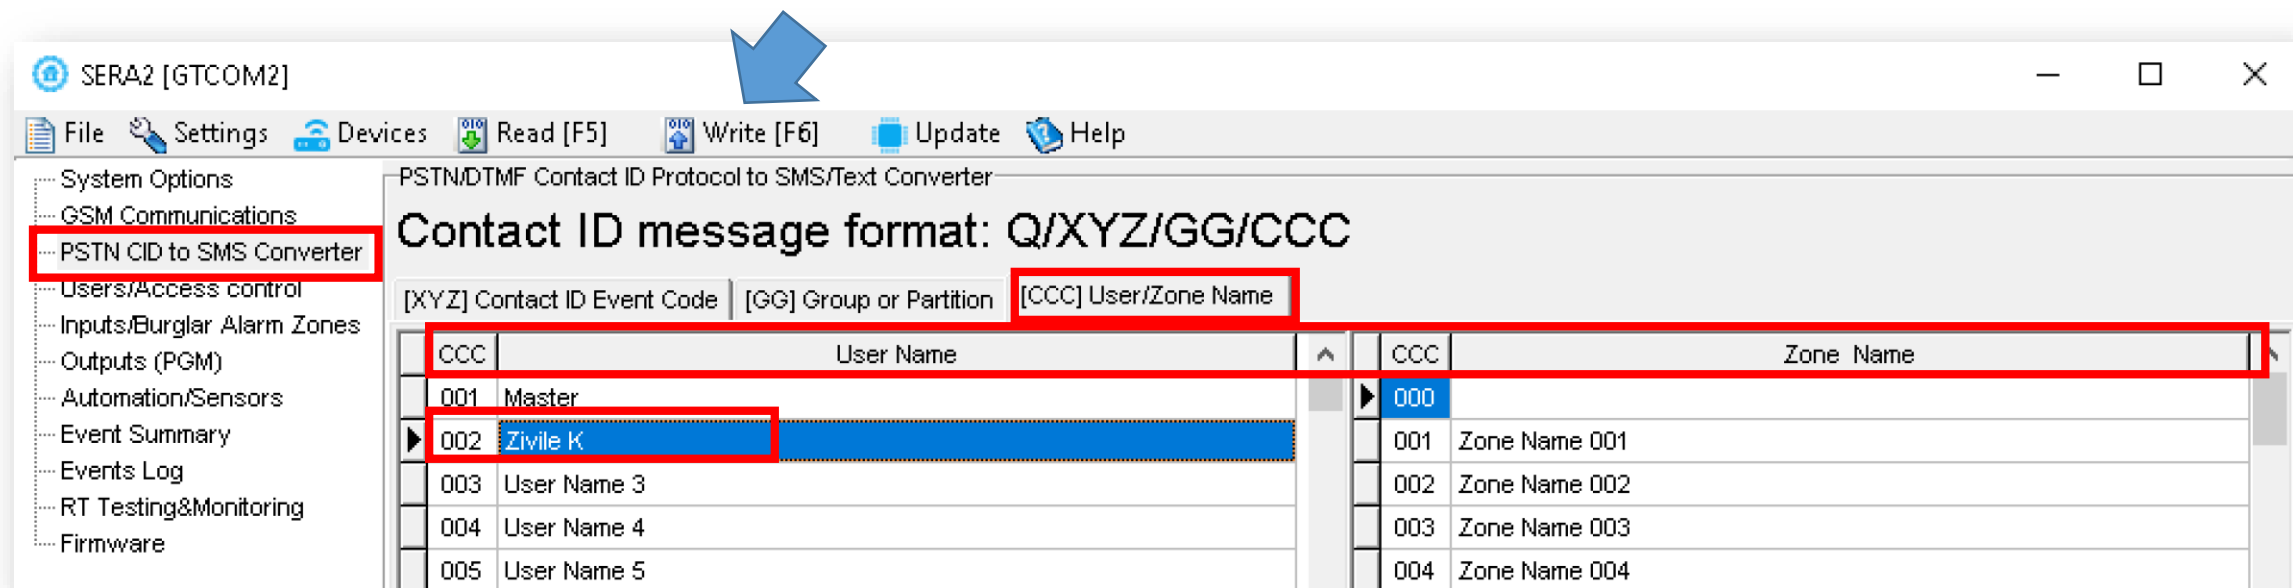 SERA2 [GTCOM2]
File Settings Devices Read [F5] Write [F6] Update Help
System Options
GSM Communications
PSTN CID to SMS Converter
Users/Access control
Inputs/Burglar Alarm Zones
Outputs (PGM)
Automation/Sensors
Event Summary
Events Log
RT Testing&Monitoring
Firmware
PSTN/DTMF Contact ID Protocol to SMS/Text Converter
Contact ID message format: Q/XYZ/GG/CCC
[XYZ] Contact ID Event Code [GG] Group or Partition [CCC] User/Zone Name
CCC User Name
001 Master
002 Zivile K
003 User Name 3
004 User Name 4
005 User Name 5
CCC Zone Name
000
001 Zone Name 001
002 Zone Name 002
003 Zone Name 003
004 Zone Name 004